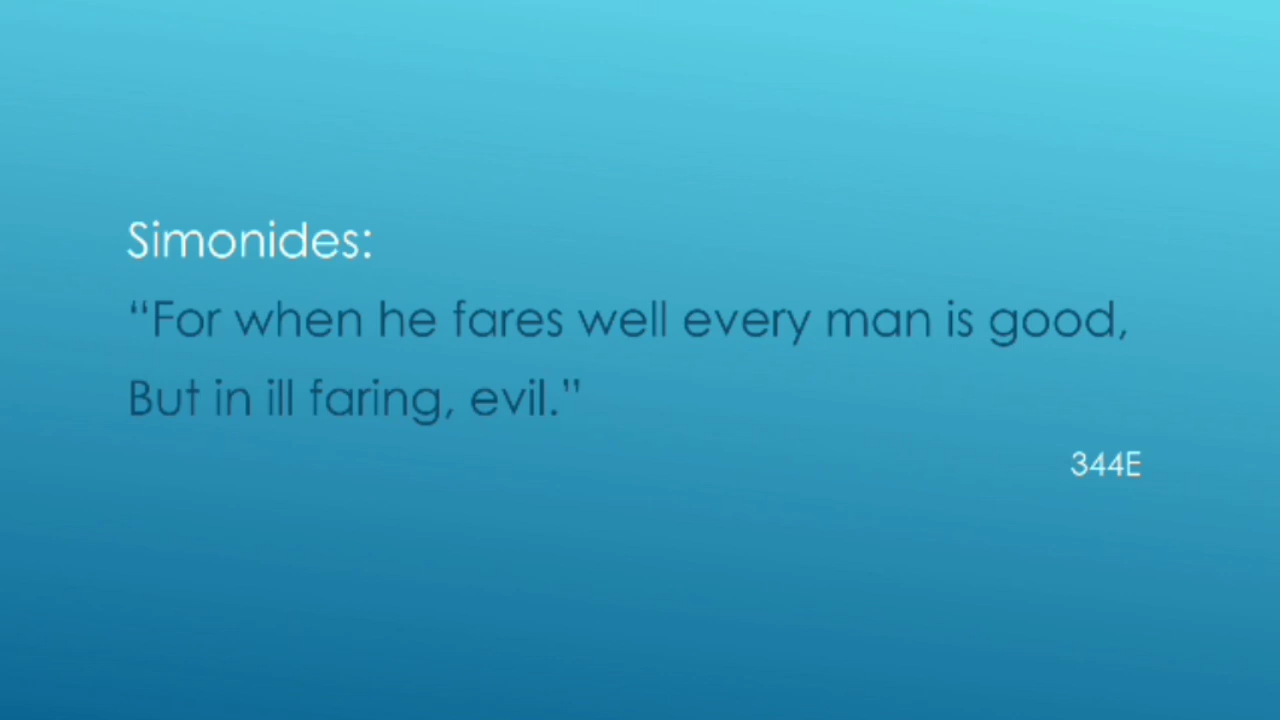 Simonides:
“For when he fares well every man is good,
But in ill faring, evil.”
344E